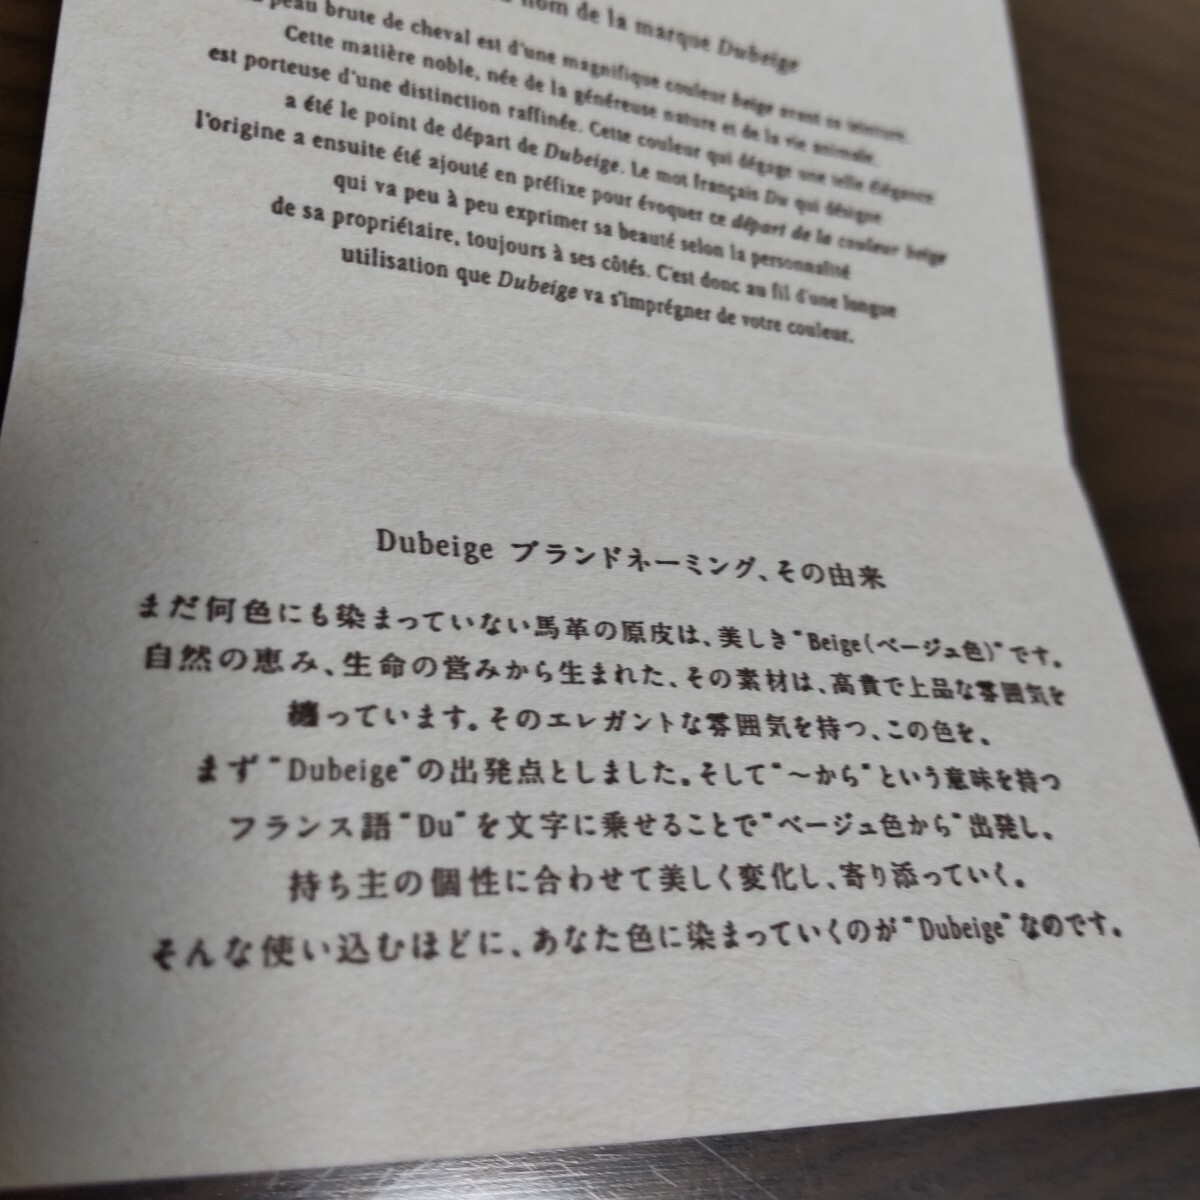 nom de la marque Dubeige
peau brute de cheval est d'une magnifique couleur beige avant sa teinture.
Cette matière noble, née de la généreuse nature et de la vie animale,
est porteuse d'une distinction raffinée. Cette couleur qui dégage une telle élégance
a été le point de départ de Dubeige. Le mot français Du qui désigne
l'origine a ensuite été ajouté en préfixe pour évoquer ce départ de la couleur beige
qui va peu à peu exprimer sa beauté selon la personnalité
de sa propriétaire, toujours à ses côtés. C'est donc au fil d'une longue
utilisation que Dubeige va s'imprégner de votre couleur.
Dubeige ブランドネーミング、その由来
まだ何色にも染まっていない馬革の原皮は、美しき"Beige(ベージュ色)"です。
自然の恵み、生命の営みから生まれた、その素材は、高貴で上品な雰囲気を
纏っています。そのエレガントな雰囲気を持つ、この色を、
まず"Dubeige"の出発点としました。そして"〜から"という意味を持つ
フランス語"Du"を文字に乗せることで"ベージュ色から"出発し、
持ち主の個性に合わせて美しく変化し、寄り添っていく。
そんな使い込むほどに、あなた色に染まっていくのが"Dubeige"なのです。